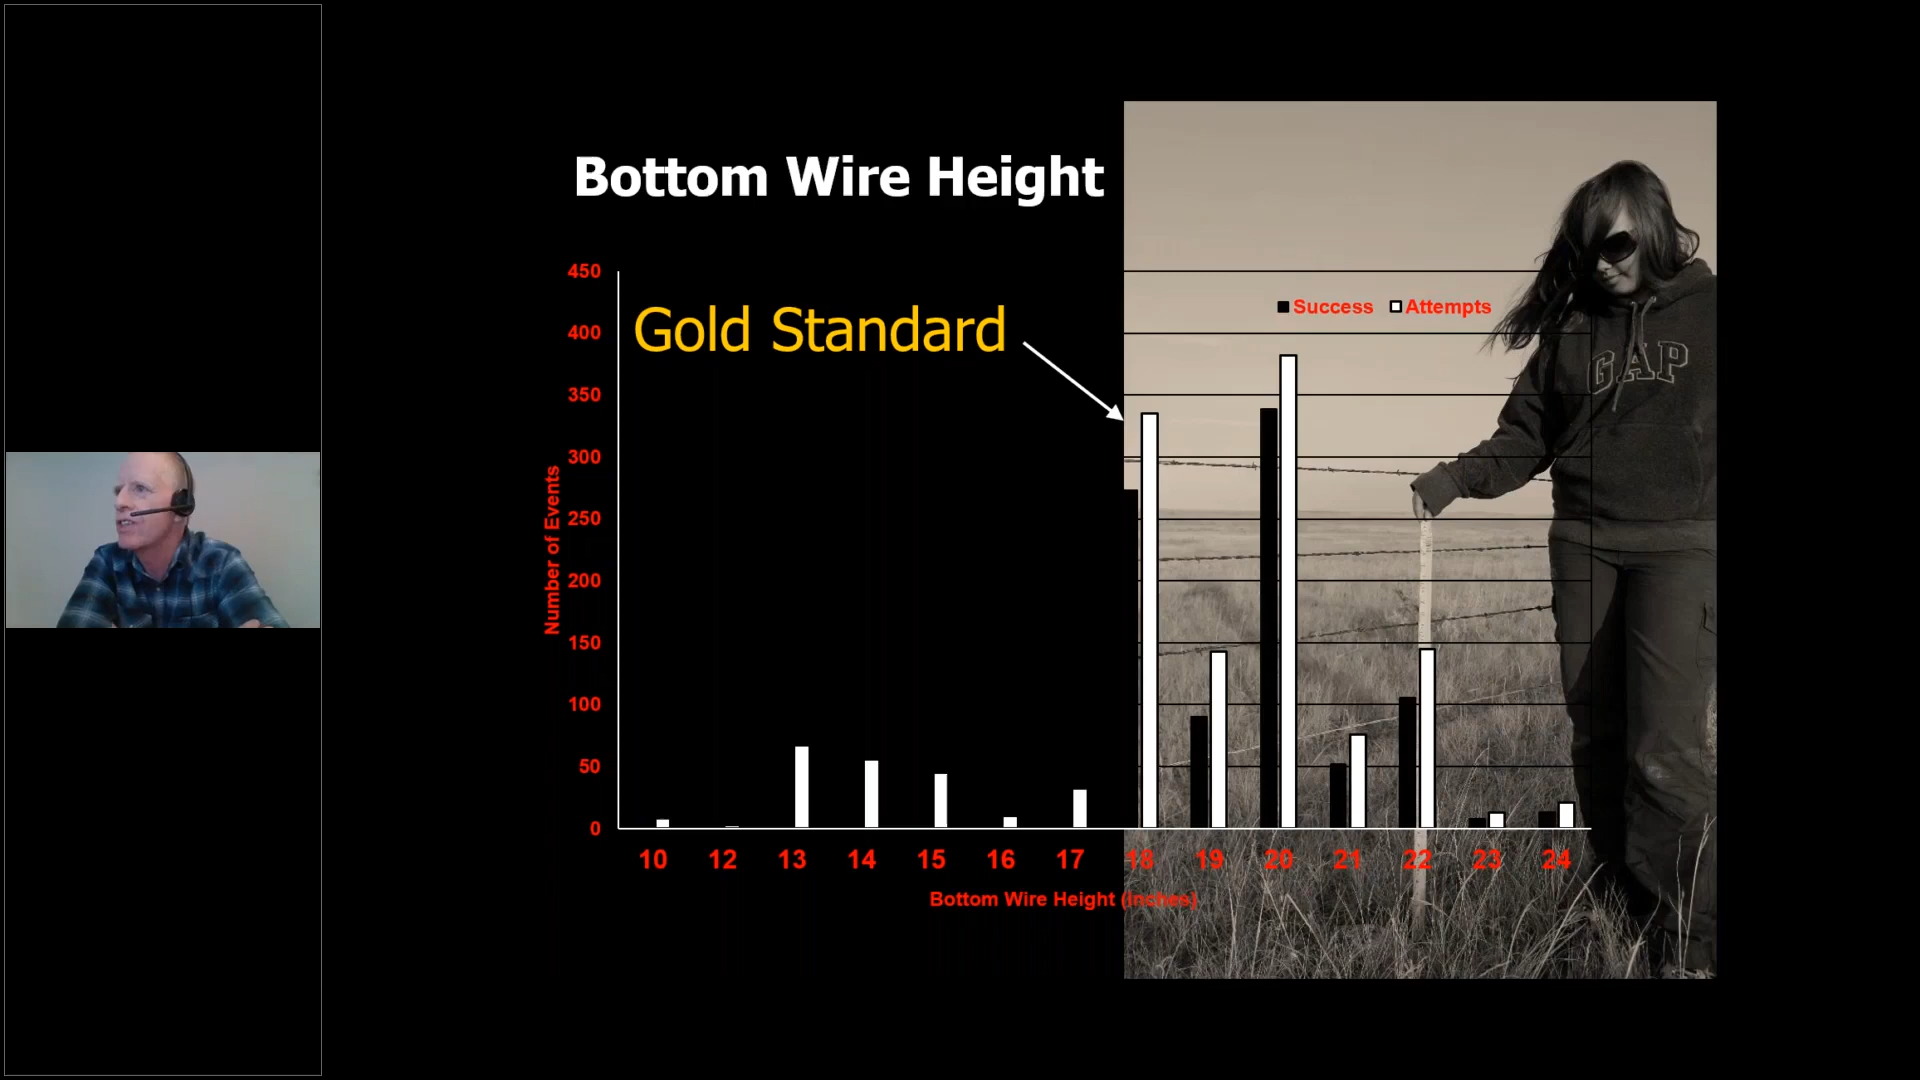 Bottom Wire Height
Gold Standard
Success Attempts
GAP
Number of Events
450
400
350
300
250
200
150
100
50
0
10 12 13 14 15 16 17 18 19 20 21 22 23 24
Bottom Wire Height (inches)